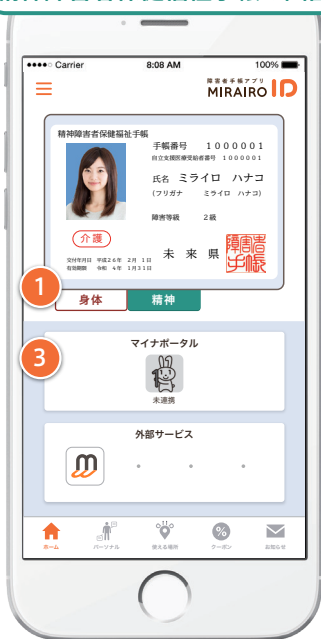 Carrier 8:08 AM 100%
障害者手帳アプリ
MIRAIRO ID
精神障害者保健福祉手帳
手帳番号 1000001
自立支援医療受給者番号 1000001
氏名 ミライロ ハナコ
(フリガナ ミライロ ハナコ)
障害等級 2級
介護
交付年月日 平成26年 2月 1日
有効期限 令和 4年 1月31日
未来県
障害者手帳
1
身体 精神
3
マイナポータル
未連携
外部サービス
m
ホーム パーソナル 使える場所 クーポン お知らせ